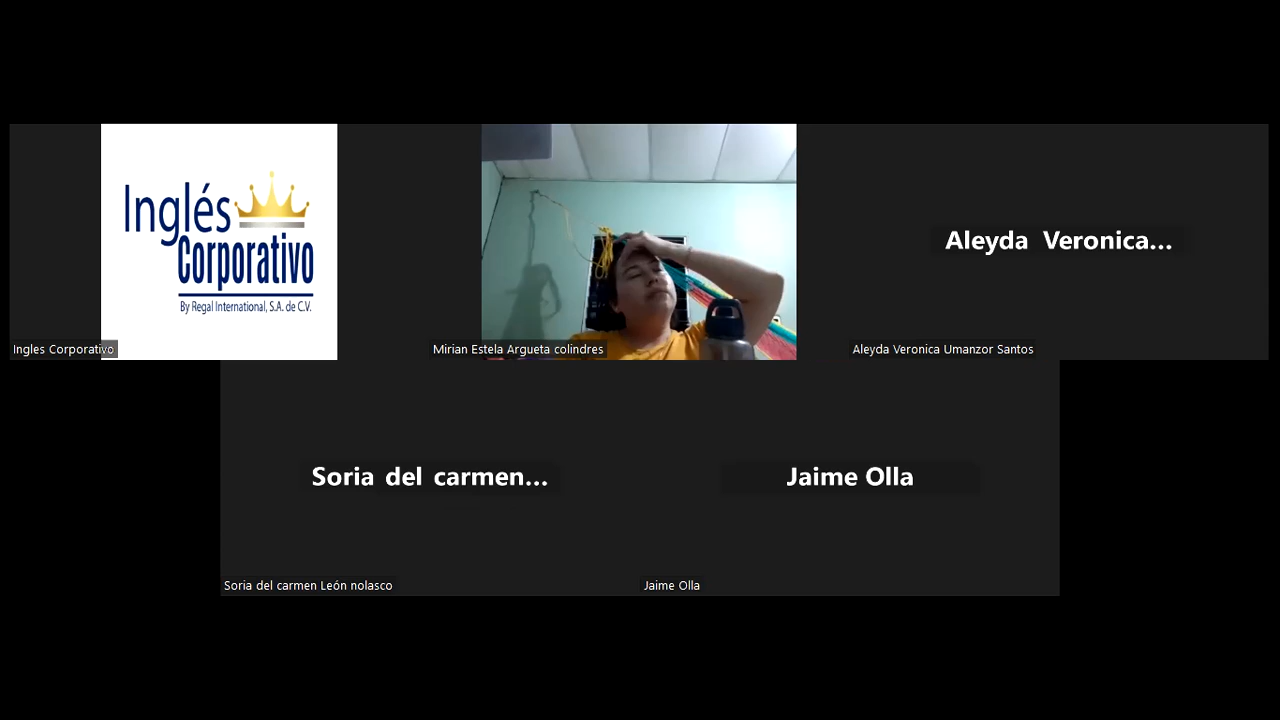 Inglés
Corporativo
By Regal International, S.A. de C.V.
Ingles Corporativo
Mirian Estela Argueta colindres
Aleyda Veronica...
Aleyda Veronica Umanzor Santos
Soria del carmen...
Soria del carmen León nolasco
Jaime Olla
Jaime Olla